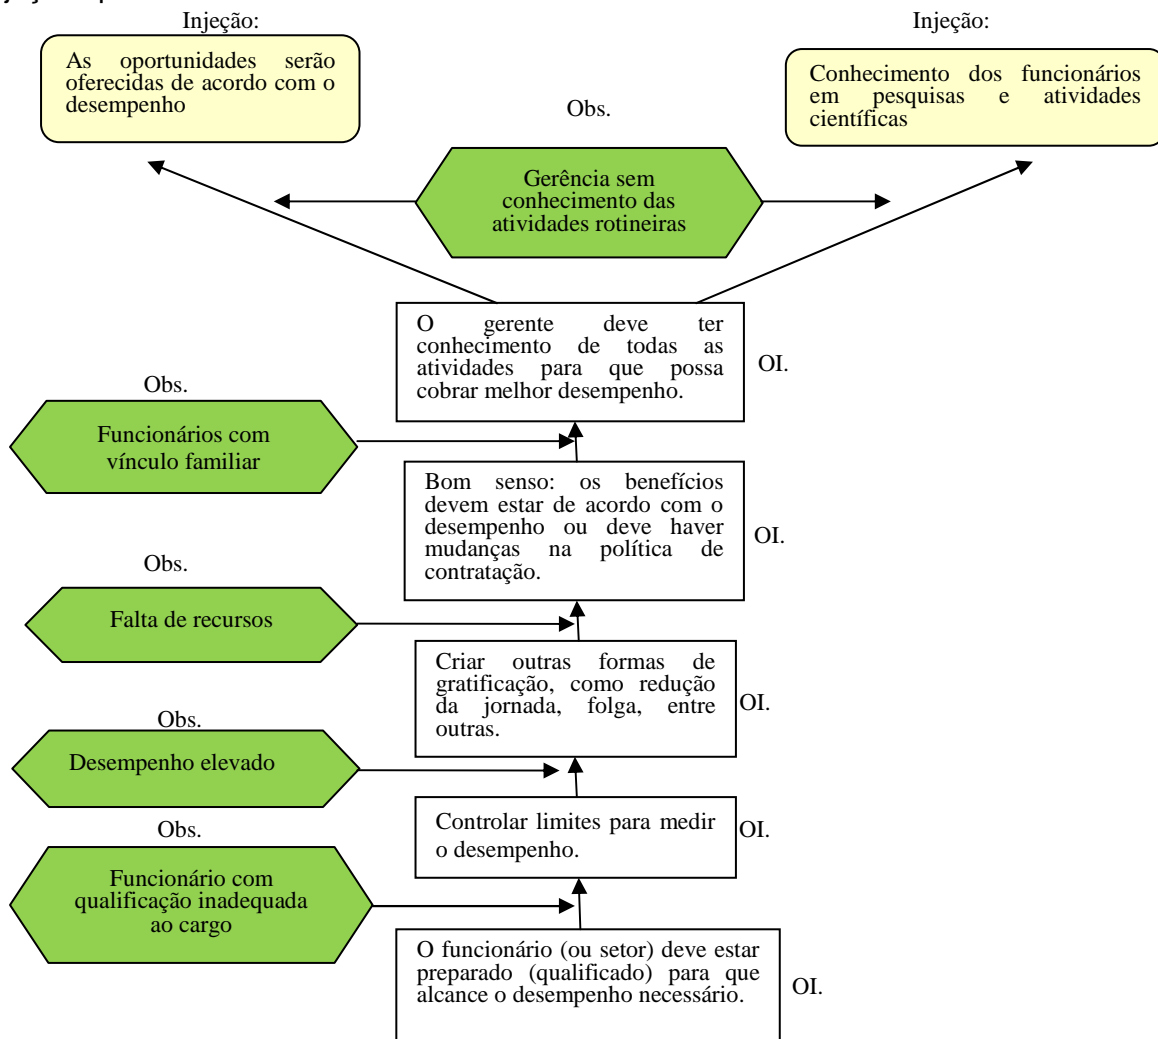 Injeção:
Injeção:
As oportunidades serão
oferecidas de acordo com o
desempenho
Conhecimento dos funcionários
em pesquisas e atividades
científicas
Obs.
Gerência sem
conhecimento das
atividades rotineiras
O gerente deve ter
conhecimento de todas as
atividades para que possa
cobrar melhor desempenho.
OI.
Obs.
Funcionários com
vínculo familiar
Bom senso: os benefícios
devem estar de acordo com o
desempenho ou deve haver
mudanças na política de
contratação.
OI.
Obs.
Falta de recursos
Criar outras formas de
gratificação, como redução
da jornada, folga, entre
outras.
OI.
Obs.
Desempenho elevado
Controlar limites para medir
o desempenho.
OI.
Obs.
Funcionário com
qualificação inadequada
ao cargo
O funcionário (ou setor) deve estar
preparado (qualificado) para que
alcance o desempenho necessário.
OI.